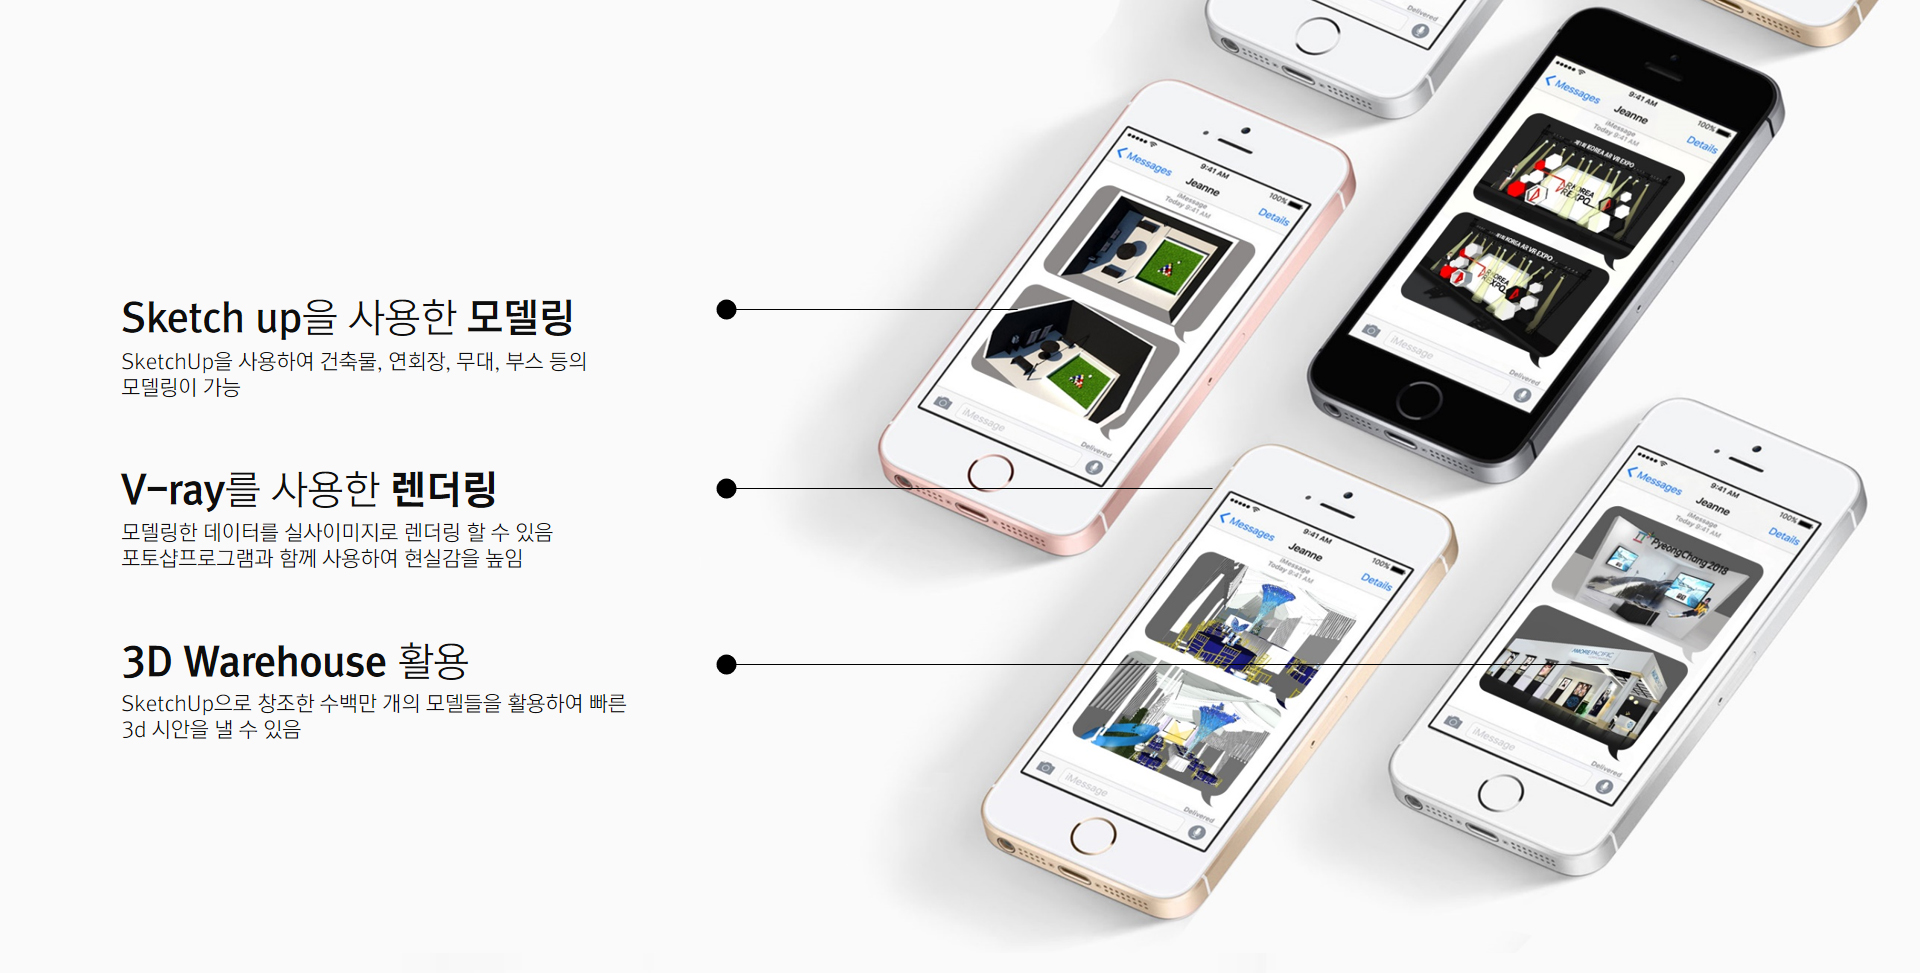 Sketch up을 사용한 모델링
SketchUp을 사용하여 건축물, 연회장, 무대, 부스 등의
모델링이 가능
V-ray를 사용한 렌더링
모델링한 데이터를 실사이미지로 렌더링 할 수 있음
포토샵프로그램과 함께 사용하여 현실감을 높임
3D Warehouse 활용
SketchUp으로 창조한 수백만 개의 모델들을 활용하여 빠른
3d 시안을 낼 수 있음
Delivered
9:41 AM
100%
Messages
Jeanne
Details
iMessage
Today 9:41 AM
iMessage
Delivered
9:41 AM
100%
Messages
Jeanne
Details
iMessage
Today 9:41 AM
KOREA AR VR EXPO
KOREA AR VR EXPO
iMessage
Delivered
9:41 AM
100%
Messages
Jeanne
Details
iMessage
Today 9:41 AM
iMessage
Delivered
9:41 AM
100%
Messages
Jeanne
Details
iMessage
Today 9:41 AM
PyeongChang 2018
iMessage
Delivered